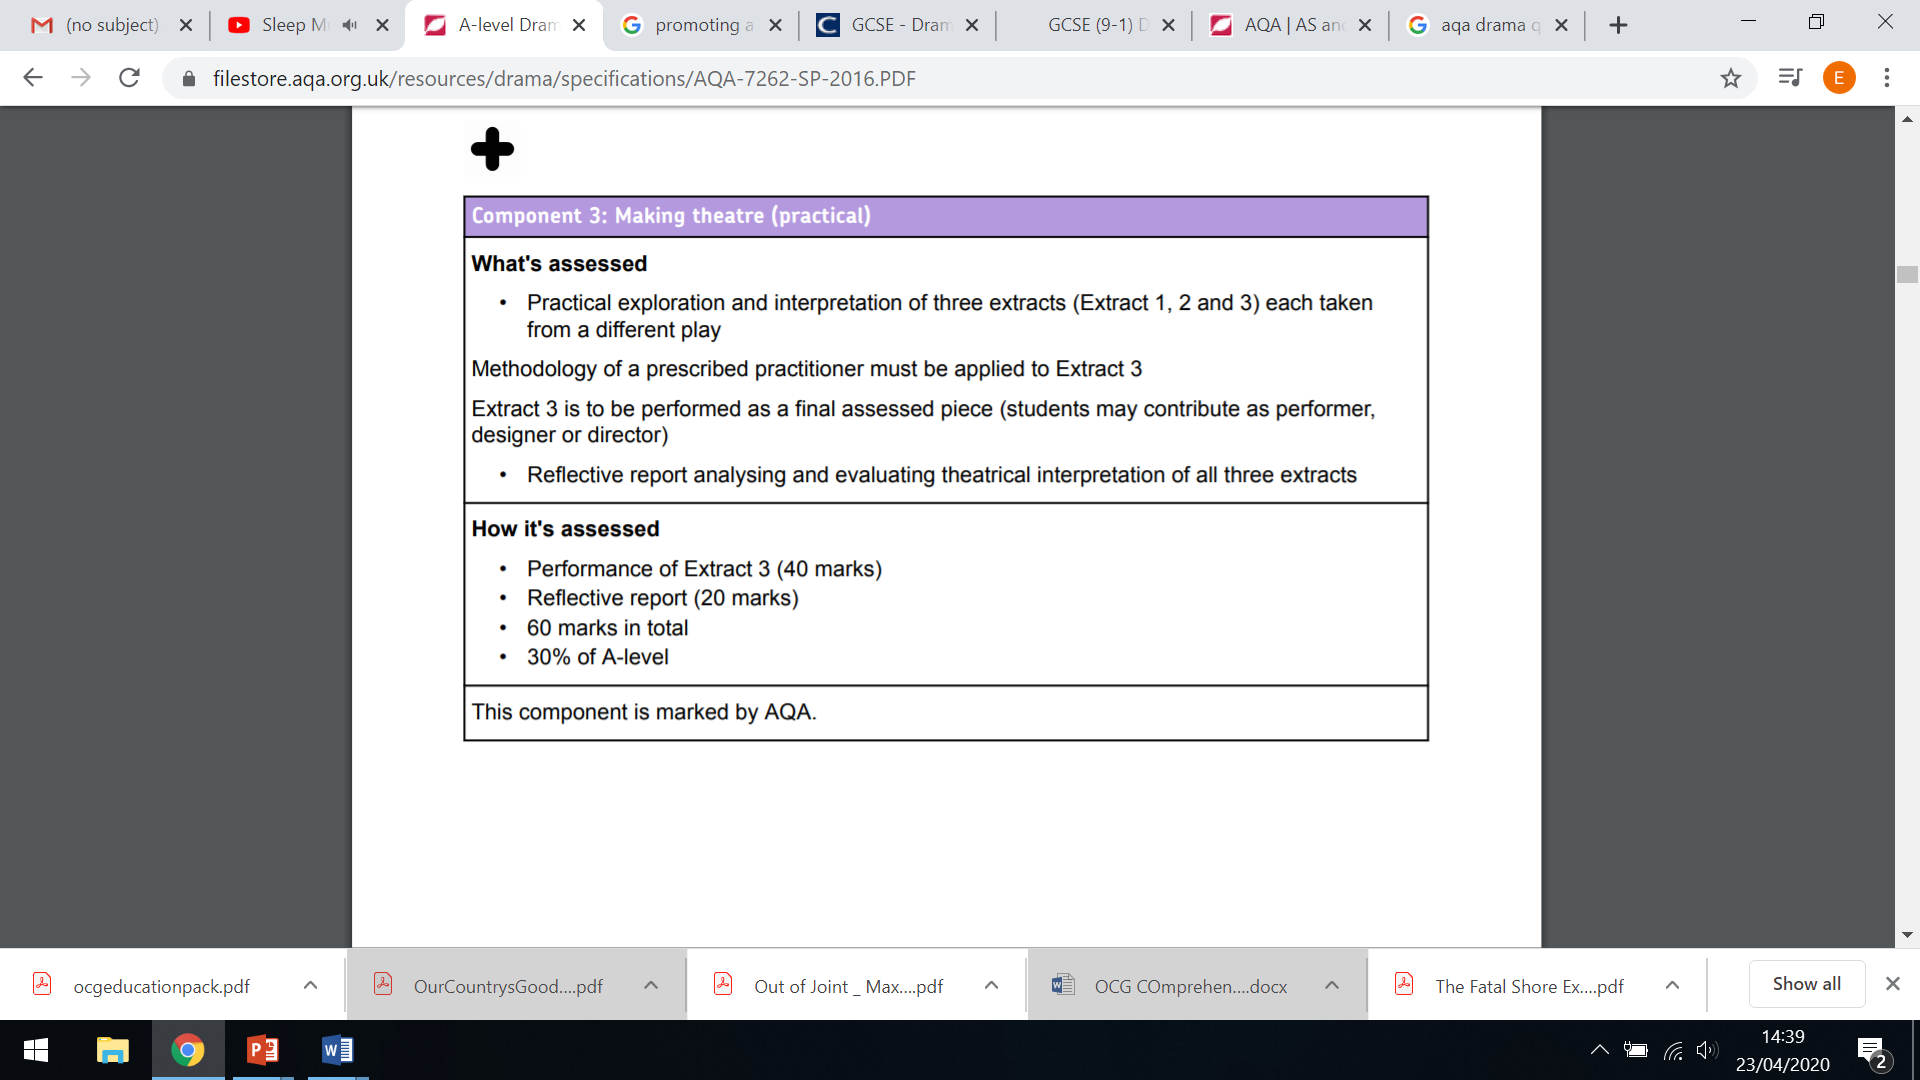 (no subject)
Sleep M
A-level Dram
promoting a
GCSE - Dram
GCSE (9-1) D
AQA | AS an
aqa drama q
filestore.aqa.org.uk/resources/drama/specifications/AQA-7262-SP-2016.PDF
E
Component 3: Making theatre (practical)
What's assessed
• Practical exploration and interpretation of three extracts (Extract 1, 2 and 3) each taken
from a different play
Methodology of a prescribed practitioner must be applied to Extract 3
Extract 3 is to be performed as a final assessed piece (students may contribute as performer,
designer or director)
• Reflective report analysing and evaluating theatrical interpretation of all three extracts
How it's assessed
• Performance of Extract 3 (40 marks)
• Reflective report (20 marks)
• 60 marks in total
• 30% of A-level
This component is marked by AQA.
ocgeducationpack.pdf
OurCountrysGood....pdf
Out of Joint _ Max....pdf
OCG COmprehen....docx
The Fatal Shore Ex....pdf
Show all
14:39
23/04/2020
2